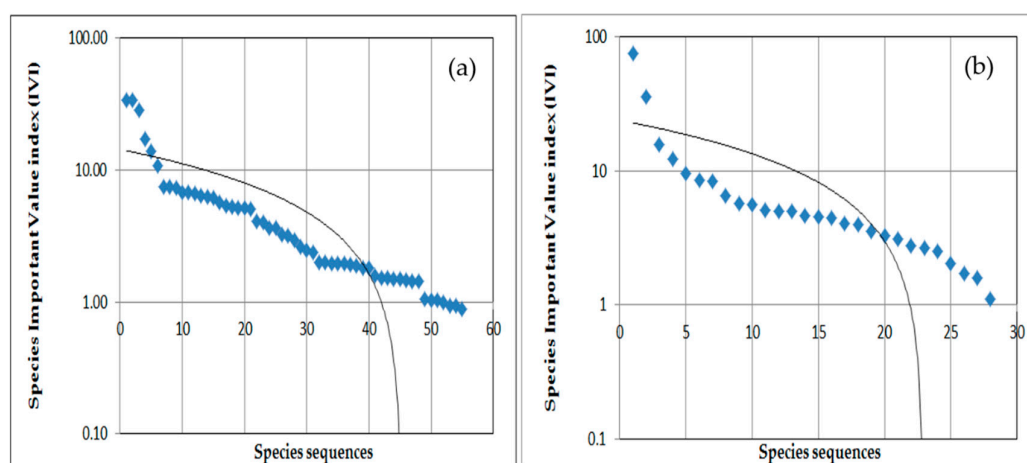 100.00
10.00
1.00
0.10
0 10 20 30 40 50 60
Species Important Value index (IVI)
Species sequences
(a)
100
10
1
0.1
0 5 10 15 20 25 30
Species Important Value index (IVI)
Species sequences
(b)